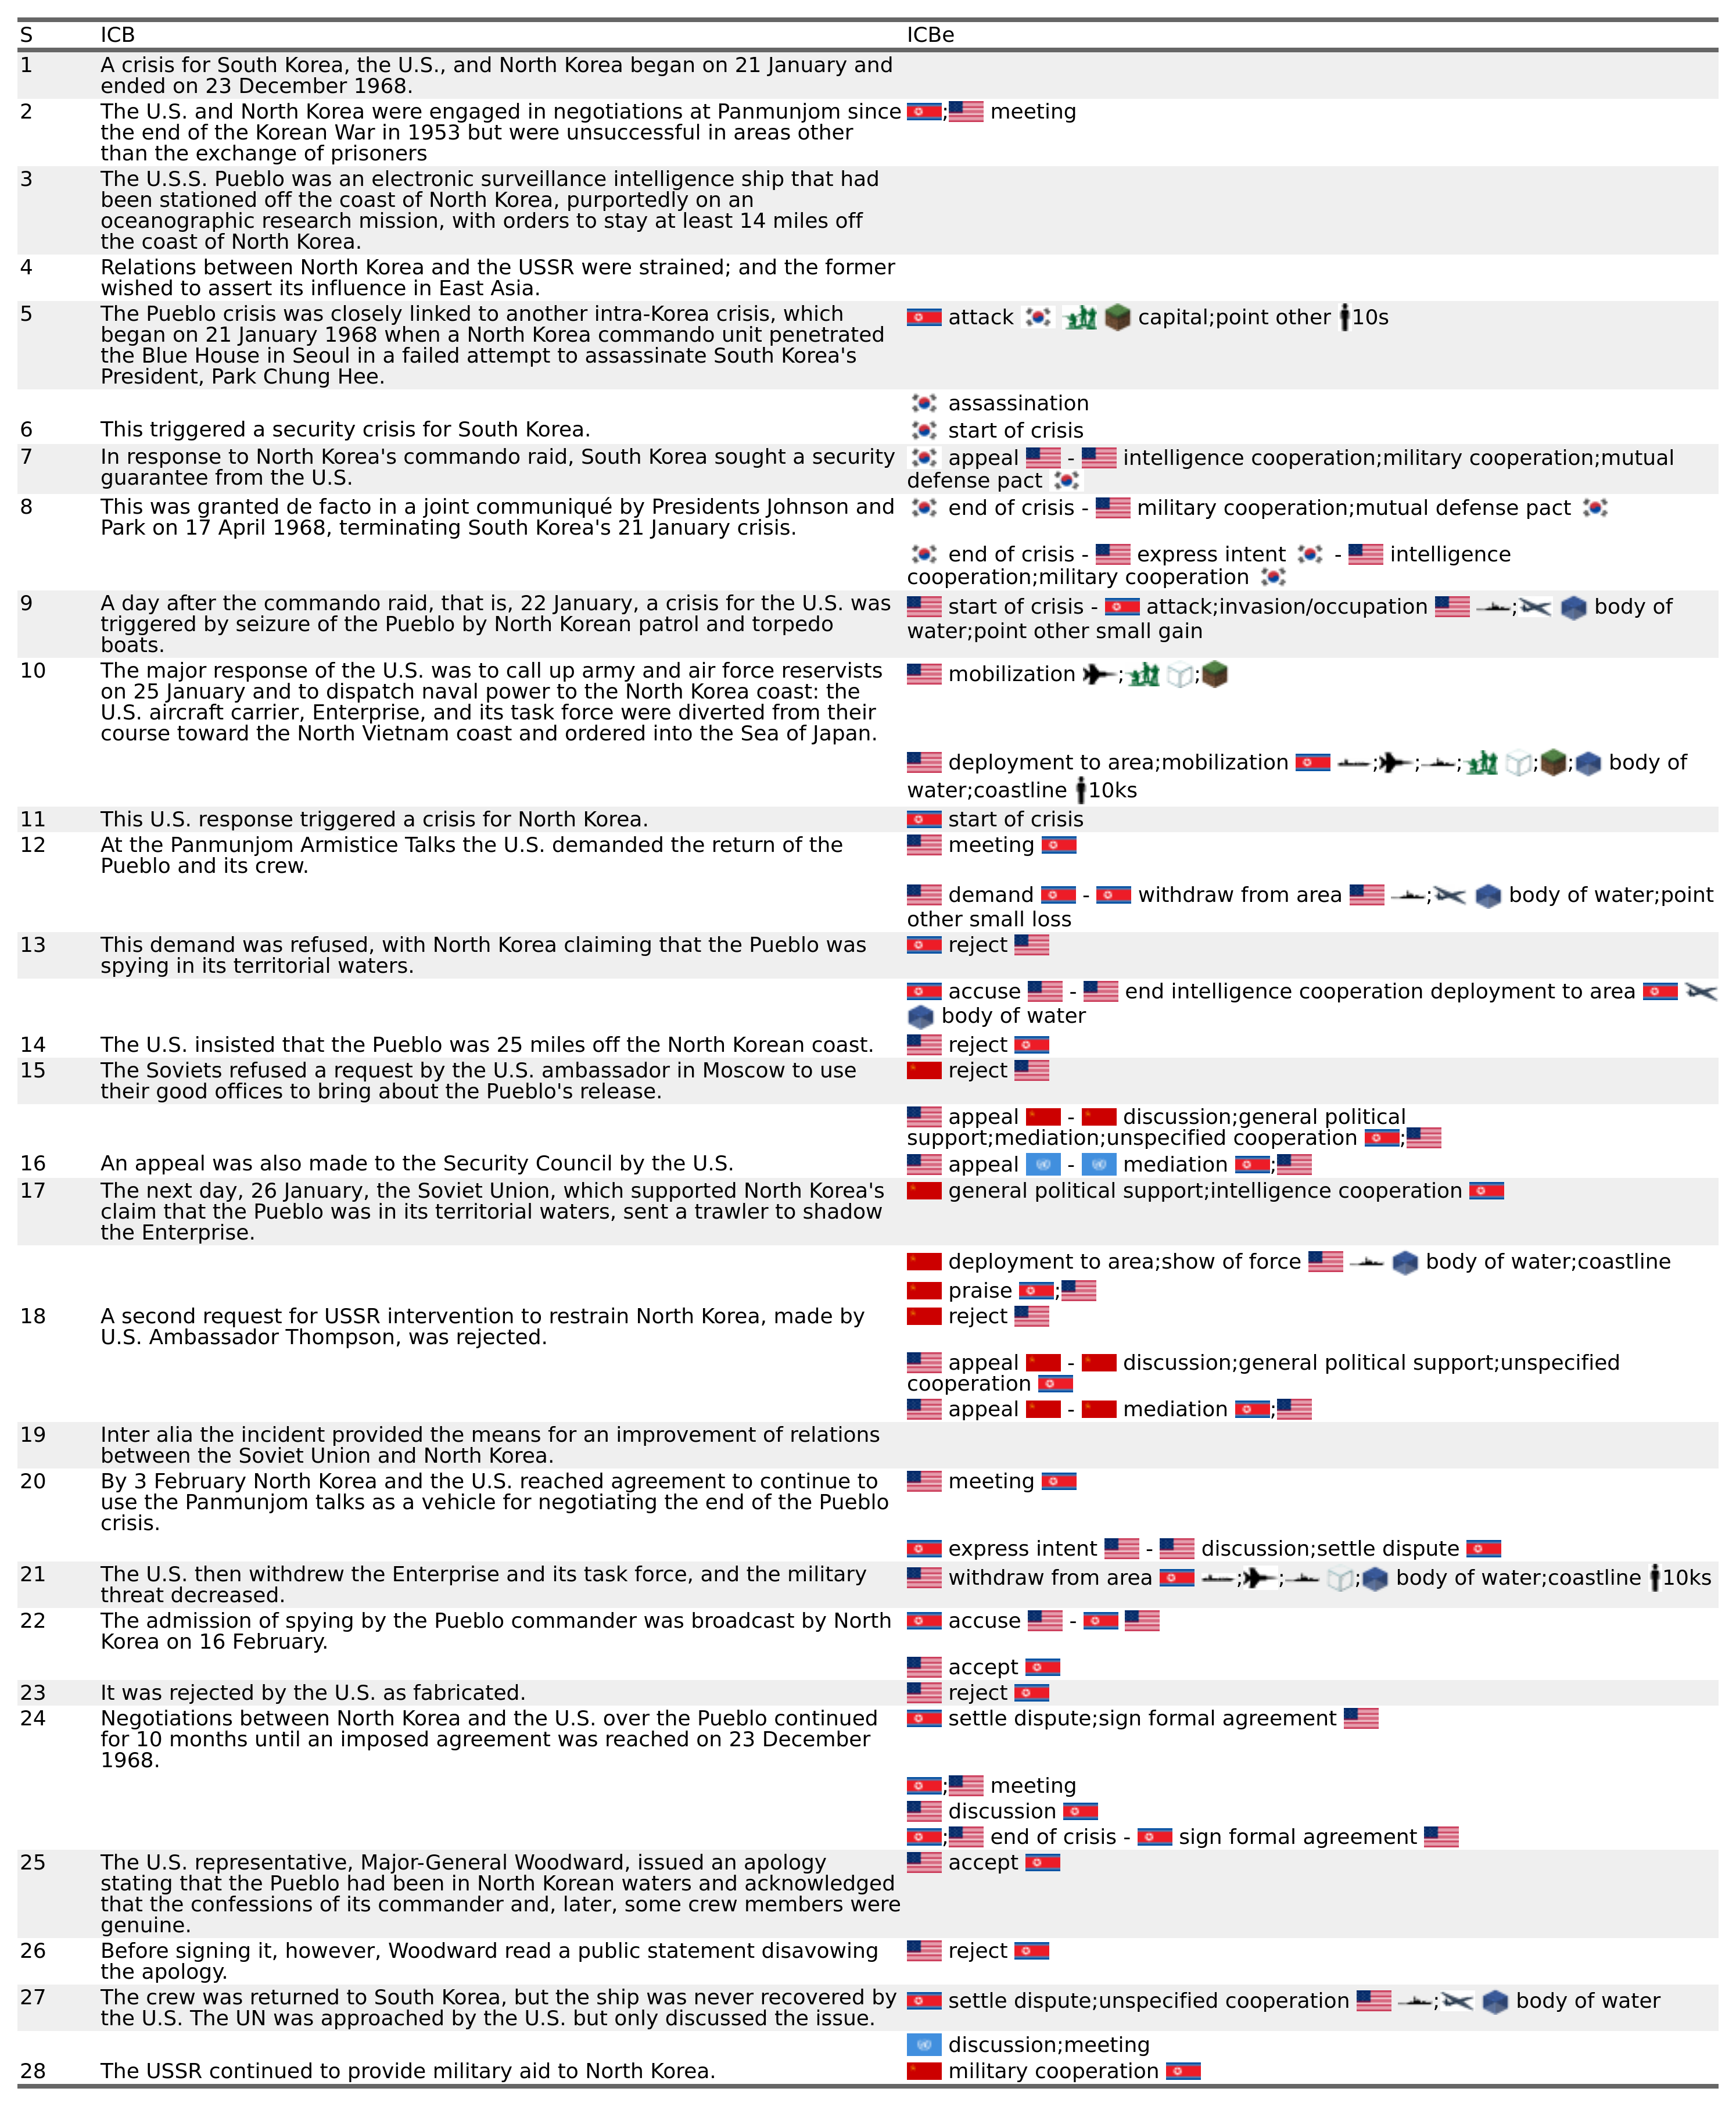 S ICB ICBe
1 A crisis for South Korea, the U.S., and North Korea began on 21 January and
ended on 23 December 1968.
2 The U.S. and North Korea were engaged in negotiations at Panmunjom since ; meeting
the end of the Korean War in 1953 but were unsuccessful in areas other
than the exchange of prisoners
3 The U.S.S. Pueblo was an electronic surveillance intelligence ship that had
been stationed off the coast of North Korea, purportedly on an
oceanographic research mission, with orders to stay at least 14 miles off
the coast of North Korea.
4 Relations between North Korea and the USSR were strained; and the former
wished to assert its influence in East Asia.
5 The Pueblo crisis was closely linked to another intra-Korea crisis, which
began on 21 January 1968 when a North Korea commando unit penetrated
the Blue House in Seoul in a failed attempt to assassinate South Korea's
President, Park Chung Hee.
attack capital;point other 10s
assassination
6 This triggered a security crisis for South Korea. start of crisis
7 In response to North Korea's commando raid, South Korea sought a security
guarantee from the U.S.
appeal - intelligence cooperation;military cooperation;mutual
defense pact
8 This was granted de facto in a joint communiqué by Presidents Johnson and
Park on 17 April 1968, terminating South Korea's 21 January crisis.
end of crisis - military cooperation;mutual defense pact
end of crisis - express intent - intelligence
cooperation;military cooperation
9 A day after the commando raid, that is, 22 January, a crisis for the U.S. was
triggered by seizure of the Pueblo by North Korean patrol and torpedo
boats.
start of crisis - attack;invasion/occupation ; body of
water;point other small gain
10 The major response of the U.S. was to call up army and air force reservists
on 25 January and to dispatch naval power to the North Korea coast: the
U.S. aircraft carrier, Enterprise, and its task force were diverted from their
course toward the North Vietnam coast and ordered into the Sea of Japan.
mobilization ; ;
deployment to area;mobilization ; ; ; ; ; body of
water;coastline 10ks
11 This U.S. response triggered a crisis for North Korea. start of crisis
12 At the Panmunjom Armistice Talks the U.S. demanded the return of the
Pueblo and its crew.
meeting
demand - withdraw from area ; body of water;point
other small loss
13 This demand was refused, with North Korea claiming that the Pueblo was
spying in its territorial waters.
reject
accuse - end intelligence cooperation deployment to area
body of water
14 The U.S. insisted that the Pueblo was 25 miles off the North Korean coast. reject
15 The Soviets refused a request by the U.S. ambassador in Moscow to use
their good offices to bring about the Pueblo's release.
reject
appeal - discussion;general political
support;mediation;unspecified cooperation ;
16 An appeal was also made to the Security Council by the U.S. appeal - mediation ;
17 The next day, 26 January, the Soviet Union, which supported North Korea's
claim that the Pueblo was in its territorial waters, sent a trawler to shadow
the Enterprise.
general political support;intelligence cooperation
deployment to area;show of force body of water;coastline
praise ;
18 A second request for USSR intervention to restrain North Korea, made by
U.S. Ambassador Thompson, was rejected.
reject
appeal - discussion;general political support;unspecified
cooperation
appeal - mediation ;
19 Inter alia the incident provided the means for an improvement of relations
between the Soviet Union and North Korea.
20 By 3 February North Korea and the U.S. reached agreement to continue to
use the Panmunjom talks as a vehicle for negotiating the end of the Pueblo
crisis.
meeting
express intent - discussion;settle dispute
21 The U.S. then withdrew the Enterprise and its task force, and the military
threat decreased.
withdraw from area ; ; ; body of water;coastline 10ks
22 The admission of spying by the Pueblo commander was broadcast by North
Korea on 16 February.
accuse -
accept
23 It was rejected by the U.S. as fabricated. reject
24 Negotiations between North Korea and the U.S. over the Pueblo continued
for 10 months until an imposed agreement was reached on 23 December
1968.
settle dispute;sign formal agreement
; meeting
discussion
; end of crisis - sign formal agreement
25 The U.S. representative, Major-General Woodward, issued an apology
stating that the Pueblo had been in North Korean waters and acknowledged
that the confessions of its commander and, later, some crew members were
genuine.
accept
26 Before signing it, however, Woodward read a public statement disavowing
the apology.
reject
27 The crew was returned to South Korea, but the ship was never recovered by
the U.S. The UN was approached by the U.S. but only discussed the issue.
settle dispute;unspecified cooperation ; body of water
discussion;meeting
28 The USSR continued to provide military aid to North Korea. military cooperation